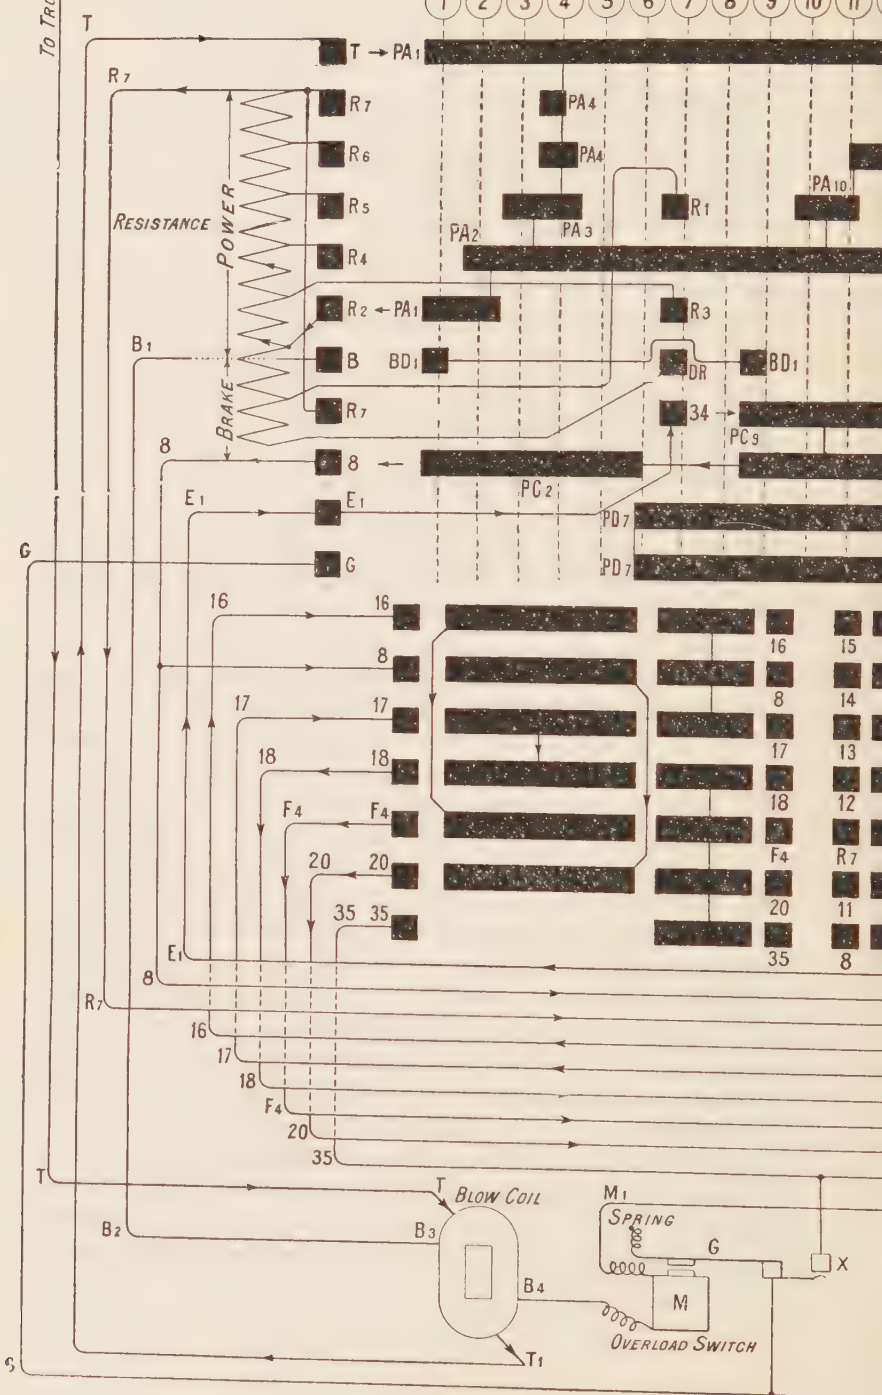 1 2 3 4 5 6 7 8 9 10 11
TO TRO
T
T → PA1
R7
R7
PA4
R6
PA4
RESISTANCE
POWER
R5
PA3
R1
PA10
R4
PA2
R2 ← PA1
R3
B1
B
BD1
DR
BD1
BRAKE
R7
34 →
PC9
8
8 ←
PC2
E1
E1
PD7
G
G
PD7
16
16
16
15
8
8
14
17
17
17
13
18
18
18
12
F4
F4
F4
R7
20
20
20
11
35
35
35
8
E1
8
R7
16
17
18
F4
20
35
T
T
BLOW COIL
M1
SPRING
B2
B3
G
X
B4
M
OVERLOAD SWITCH
T1